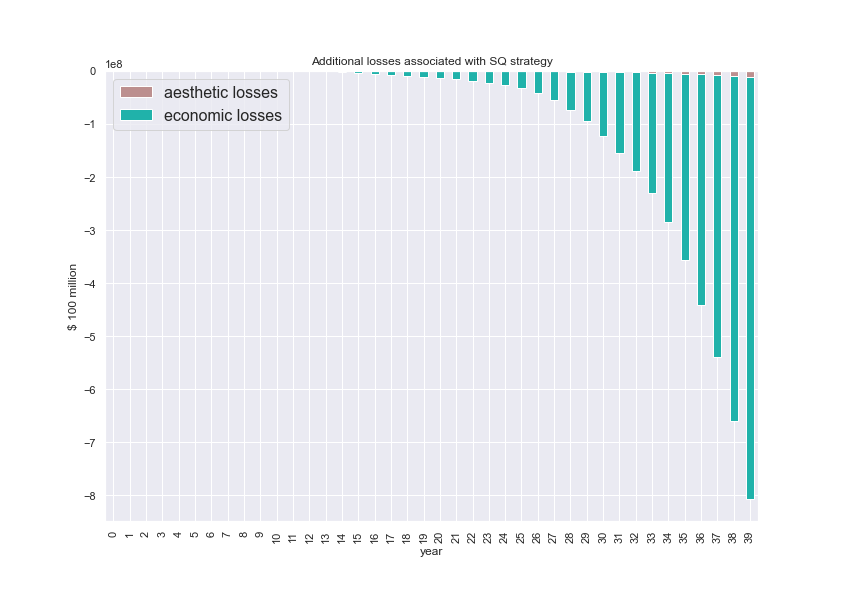 Additional losses associated with SQ strategy
1e8
0
−1
−2
−3
−4
−5
−6
−7
−8
$ 100 million
aesthetic losses
economic losses
0 1 2 3 4 5 6 7 8 9 10 11 12 13 14 15 16 17 18 19 20 21 22 23 24 25 26 27 28 29 30 31 32 33 34 35 36 37 38 39
year